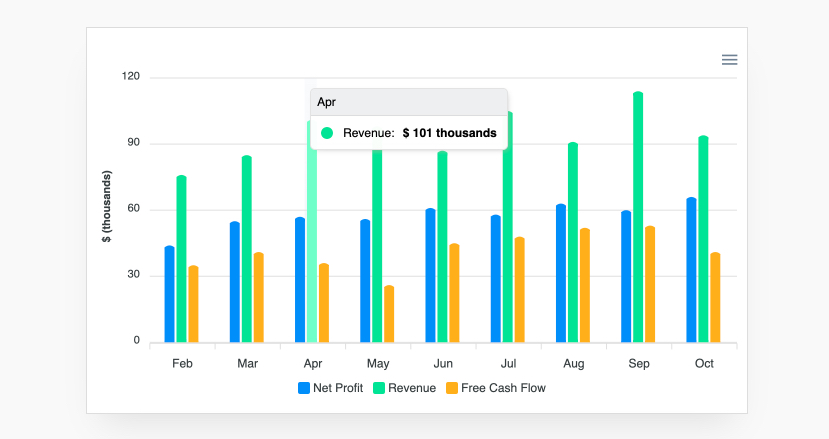 120
Apr
Revenue: $ 101 thousands
90
60
30
0
$ (thousands)
Feb Mar Apr May Jun Jul Aug Sep Oct
Net Profit Revenue Free Cash Flow